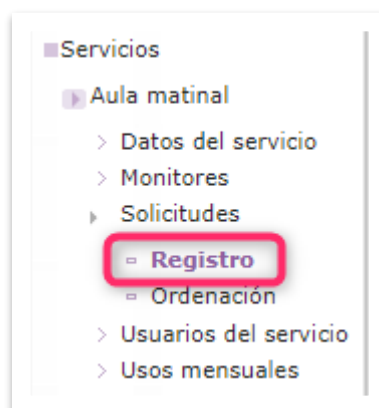 Servicios
Aula matinal
Datos del servicio
Monitores
Solicitudes
Registro
Ordenación
Usuarios del servicio
Usos mensuales